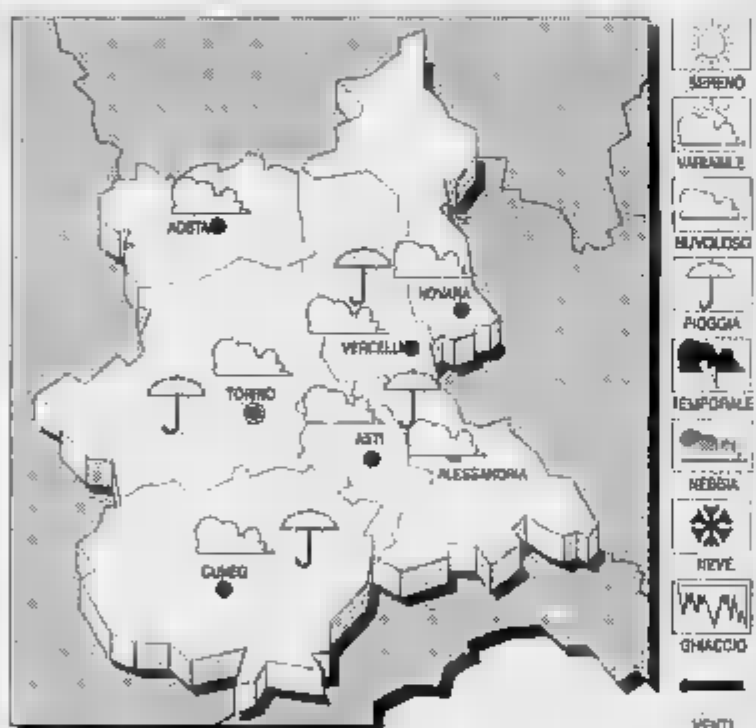 AOSTA
NOVARA
VERCELLI
TORINO
ASTI
ALESSANDRIA
CUNEO
SERENO
VARIABILE
NUVOLOSO
PIOGGIA
TEMPORALE
NEBBIA
NEVE
GHIACCIO
VENTI